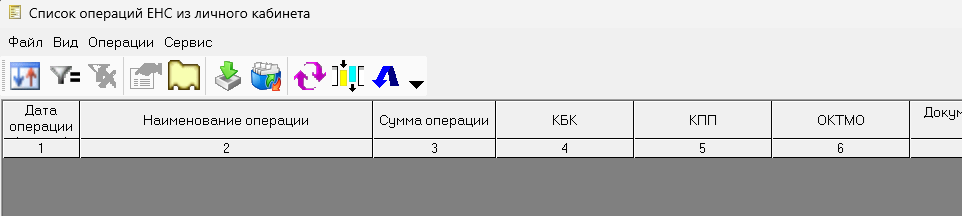 Список операций ЕНС из личного кабинета
Файл Вид Операции Сервис
Дата операции Наименование операции Сумма операции КБК КПП ОКТМО Докум
1 2 3 4 5 6